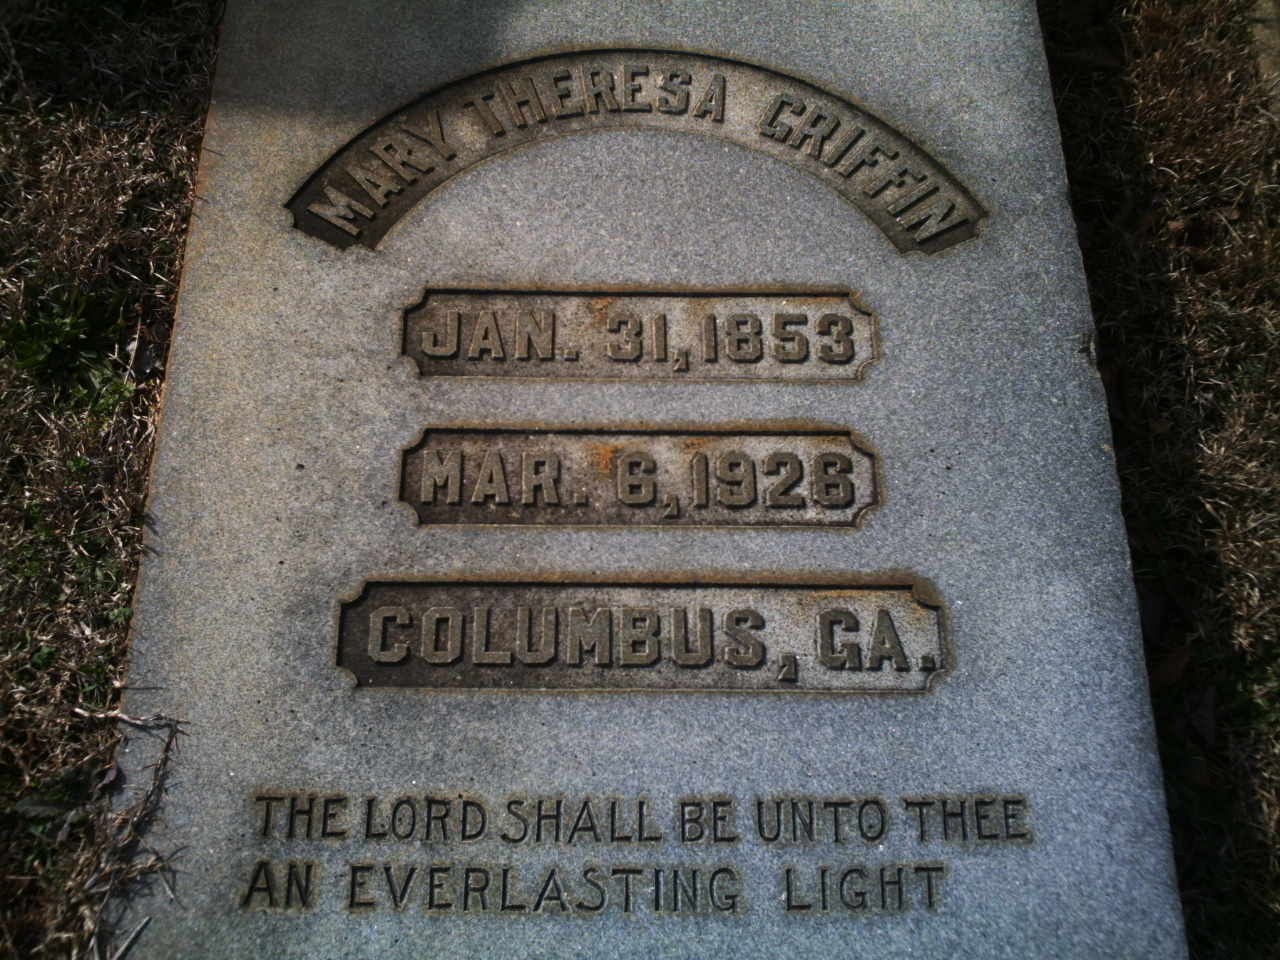 MARY THERESA GRIFFIN
JAN. 31, 1853
MAR. 6, 1926
COLUMBUS, GA.
THE LORD SHALL BE UNTO THEE
AN EVERLASTING LIGHT